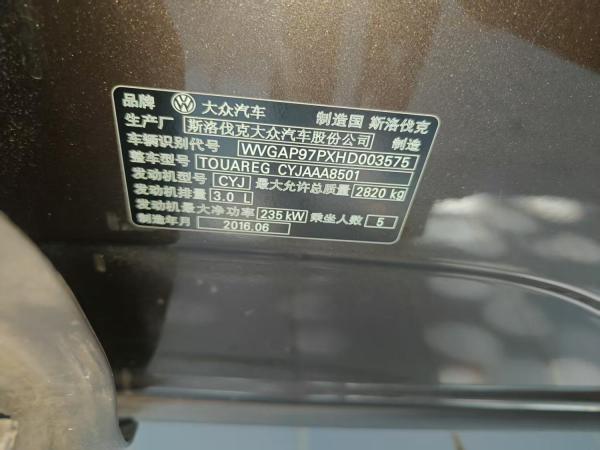 品牌 大众汽车 制造国 斯洛伐克
生产厂 斯洛伐克大众汽车股份公司 制造
车辆识别代号 WVGAP97PXHD003575
整车型号 TOUAREG CYJAAA8501
发动机型号 CYJ 最大允许总质量 2820 kg
发动机排量 3.0 L
发动机最大净功率 235 kW 乘坐人数 5
制造年月 2016.06